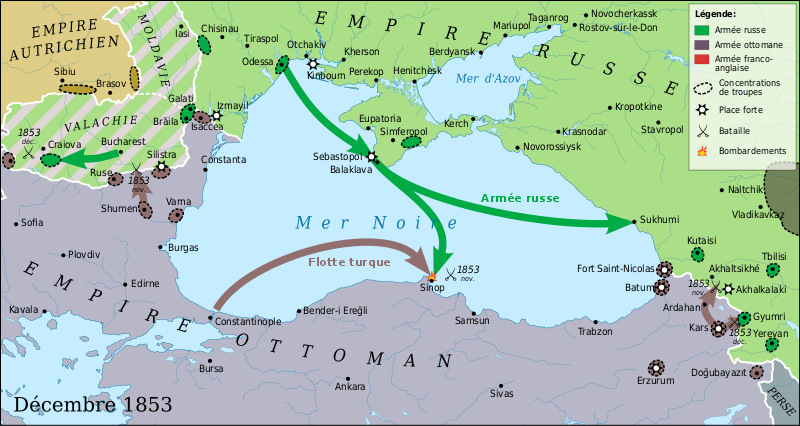 EMPIRE
AUTRICHIEN
MOLDAVIE
Iasi
Chisinau
Tiraspol
Odessa
Otchakiv
Kinboum
Kherson
Perekop
Henitchesk
Berdyansk
Mariupol
Taganrog
Novocherkassk
Rostov-sur-le-Don
EMPIRE RUSSE
Mer d'Azov
Légende:
Armée russe
Armée ottomane
Armée franco-
anglaise
Concentrations
de troupes
Place forte
Bataille
Bombardements
Sibiu
Brasov
Galati
Brăila
Izmayil
Isaccea
VALACHIE
1853
déc.
Craiova
Bucharest
Silistra
Ruse
1853
nov.
Shumen
Varna
Constanta
Eupatoria
Simferopol
Sebastopol
Balaklava
Kerch
Krasnodar
Novorossiysk
Kropotkine
Stavropol
Naltchik
Vladikavkaz
Armée russe
Sukhumi
Mer Noire
Flotte turque
Sinop
1853
nov.
Sofia
Plovdiv
Burgas
Edirne
Kavala
Constantinople
Bender-i Ereğli
Samsun
Trabzon
Bursa
Ankara
Sivas
Erzurum
EMPIRE OTTOMAN
Kutaisi
Tbilisi
Fort Saint-Nicolas
Batum
Akhaltsikhé
1853
nov.
Akhalkalaki
Ardahan
Kars
Gyumri
1853
déc.
Yerevan
Doğubayazıt
PERSE
Décembre 1853